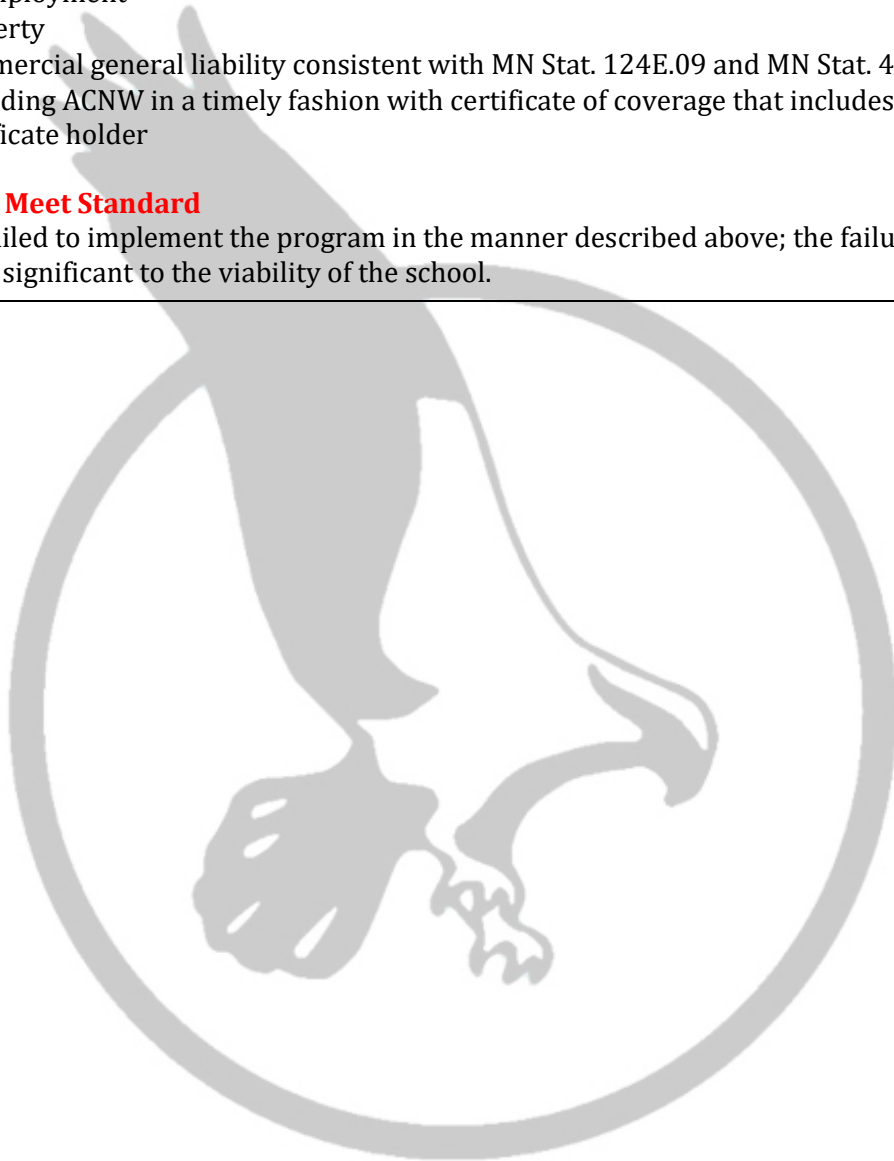 mployment
erty
mercial general liability consistent with MN Stat. 124E.09 and MN Stat. 4
ding ACNW in a timely fashion with certificate of coverage that includes
ficate holder
Meet Standard
iled to implement the program in the manner described above; the failu
significant to the viability of the school.